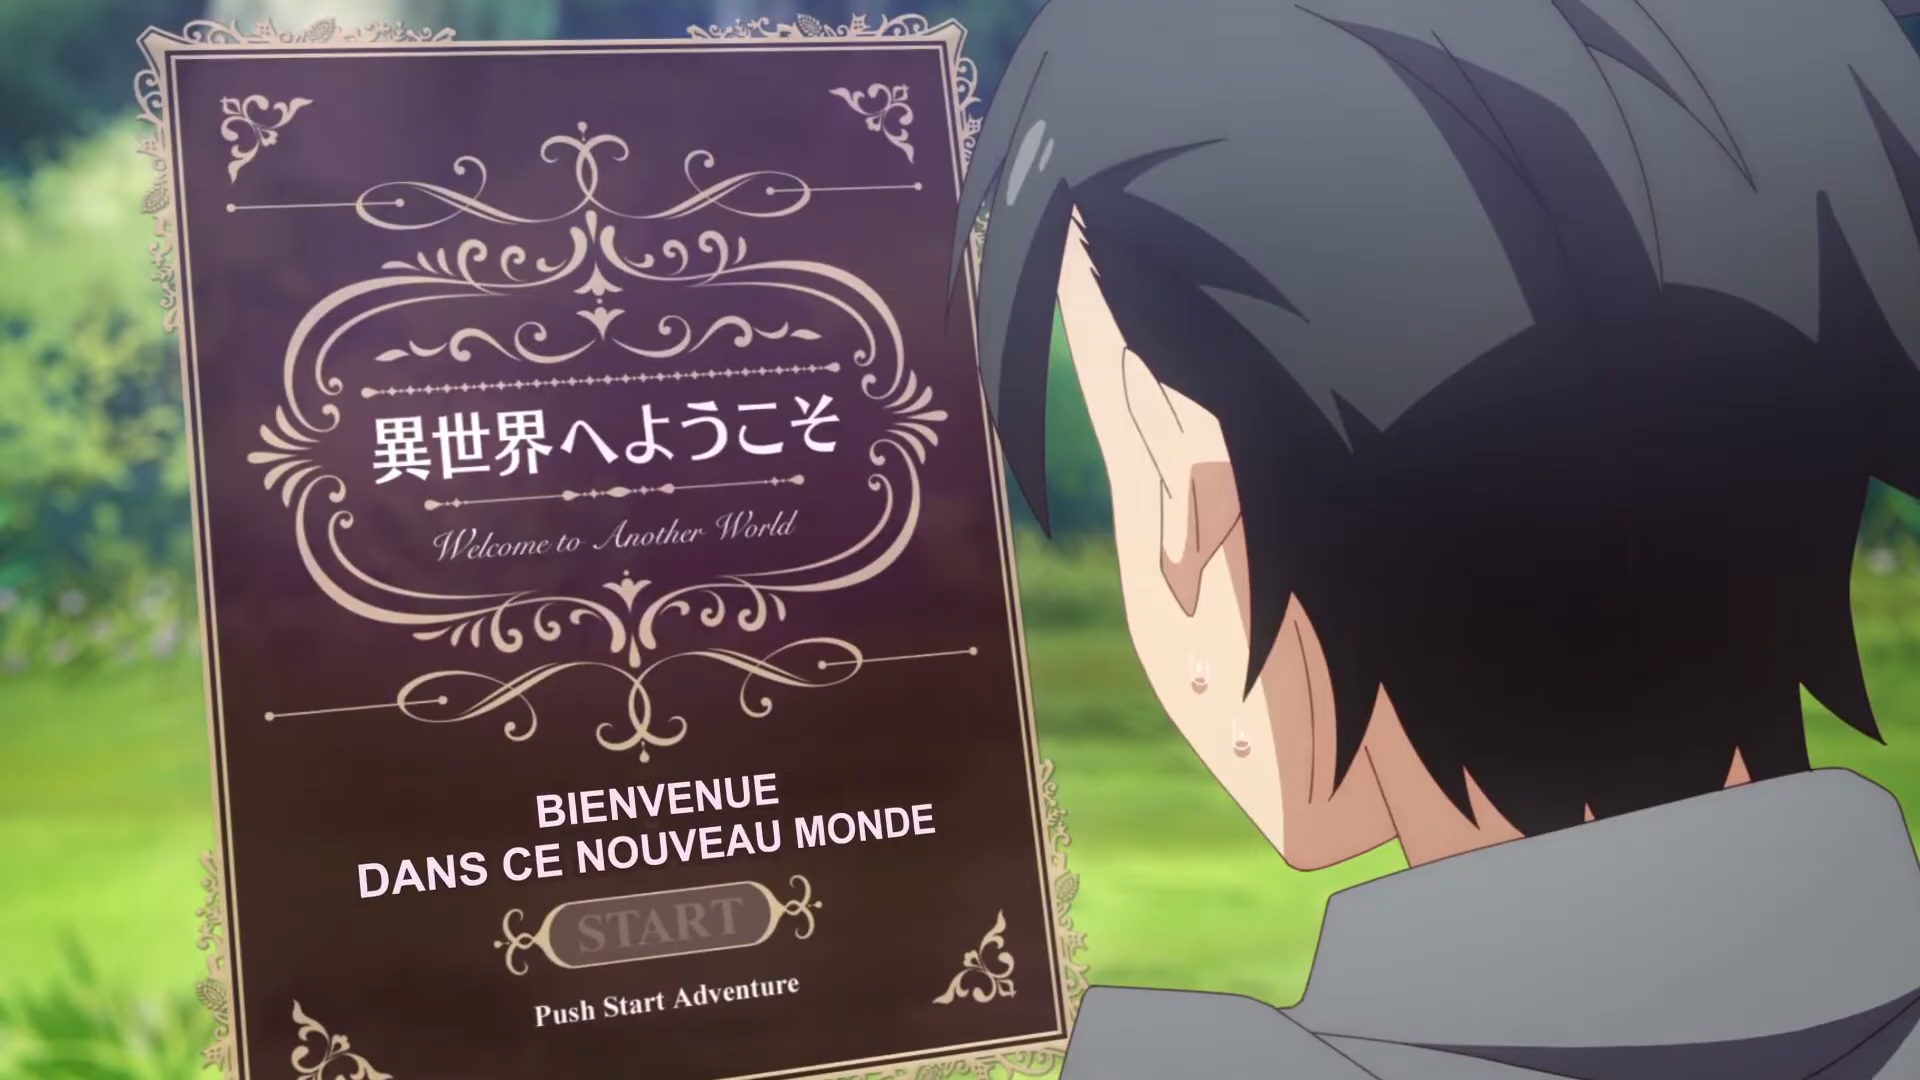 異世界へようこそ
Welcome to Another World
BIENVENUE
DANS CE NOUVEAU MONDE
START
Push Start Adventure